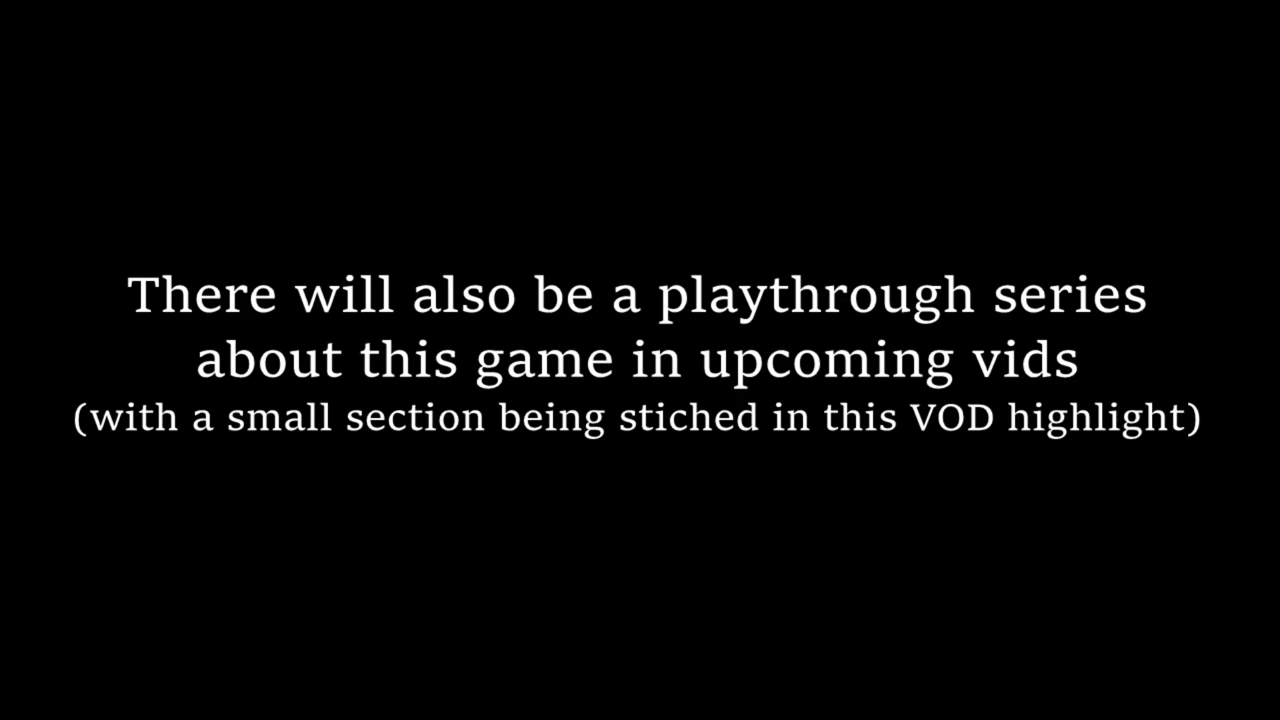 There will also be a playthrough series
about this game in upcoming vids
(with a small section being stiched in this VOD highlight)